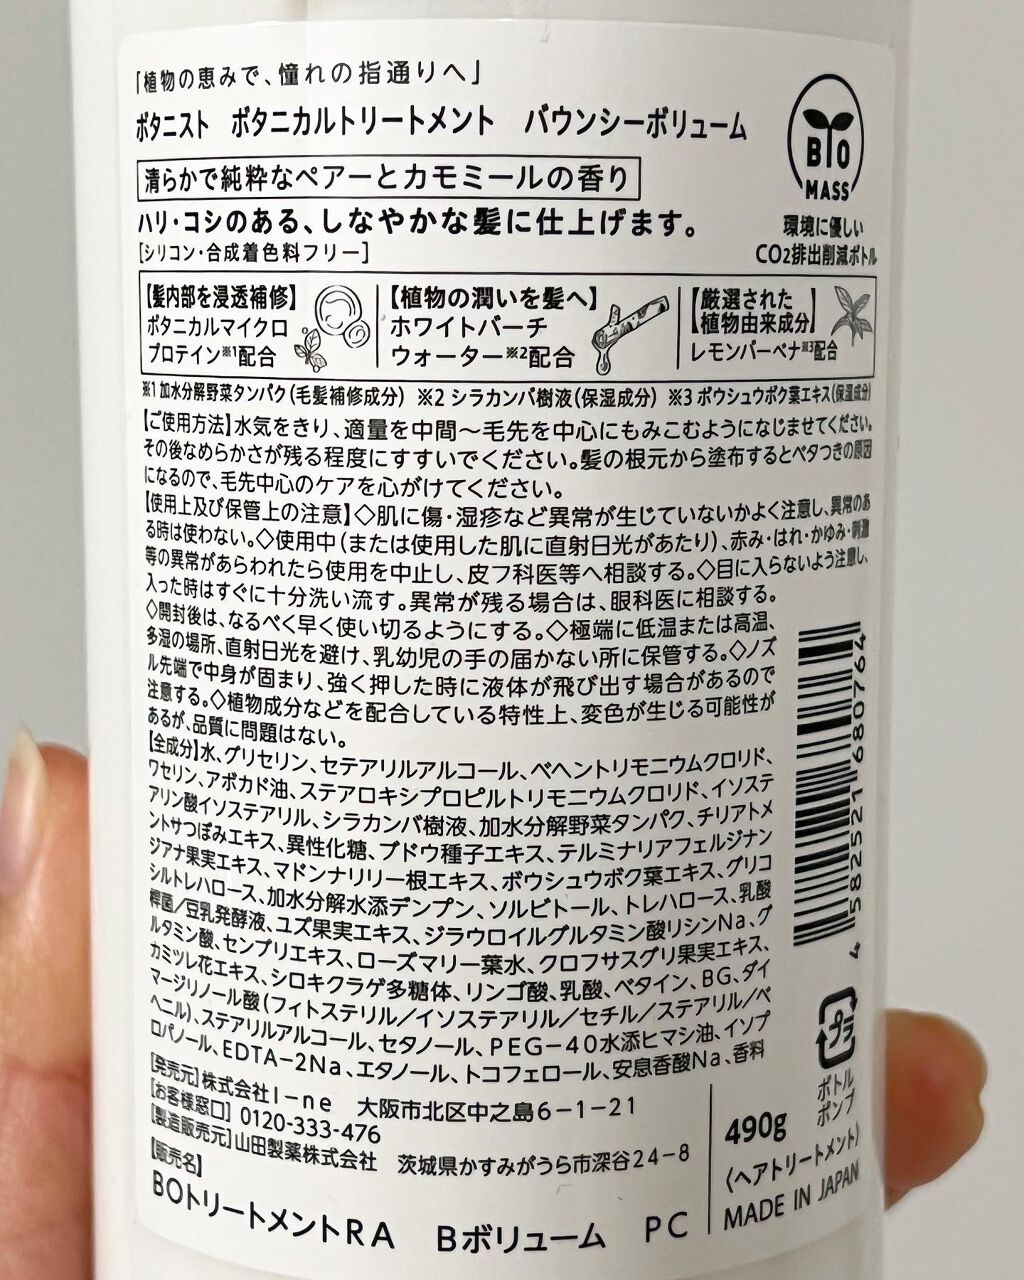 「植物の恵みで、憧れの指通りへ」
ボタニスト ボタニカルトリートメント バウンシーボリューム
清らかで純粋なペアーとカモミールの香り
ハリ・コシのある、しなやかな髪に仕上げます。
[シリコン・合成着色料フリー]
BIO
MASS
環境に優しい
CO2排出削減ボトル
【髪内部を浸透補修】
ボタニカルマイクロ
プロテイン※1配合
【植物の潤いを髪へ】
ホワイトバーチ
ウォーター※2配合
【厳選された
植物由来成分】
レモンバーベナ※3配合
※1 加水分解野菜タンパク(毛髪補修成分) ※2 シラカンバ樹液(保湿成分) ※3 ボウシュウボク葉エキス(保湿成分)
【ご使用方法】水気をきり、適量を中間〜毛先を中心にもみこむようになじませてください。
その後なめらかさが残る程度にすすいでください。髪の根元から塗布するとベタつきの原因
になるので、毛先中心のケアを心がけてください。
【使用上及び保管上の注意】◇肌に傷・湿疹など異常が生じていないかよく注意し、異常のあ
る時は使わない。◇使用中(または使用した肌に直射日光があたり)、赤み・はれ・かゆみ・刺激
等の異常があらわれたら使用を中止し、皮フ科医等へ相談する。◇目に入らないよう注意し、
入った時はすぐに十分洗い流す。異常が残る場合は、眼科医に相談する。
◇開封後は、なるべく早く使い切るようにする。◇極端に低温または高温、
多湿の場所、直射日光を避け、乳幼児の手の届かない所に保管する。◇ノズ
ル先端で中身が固まり、強く押した時に液体が飛び出す場合があるので
注意する。◇植物成分などを配合している特性上、変色が生じる可能性が
あるが、品質に問題はない。
【全成分】水、グリセリン、セテアリルアルコール、ベヘントリモニウムクロリド、
ワセリン、アボカド油、ステアロキシプロピルトリモニウムクロリド、イソステ
アリン酸イソステアリル、シラカンバ樹液、加水分解野菜タンパク、チリアトメ
ントサつぼみエキス、異性化糖、ブドウ種子エキス、テルミナリアフェルジナン
ジアナ果実エキス、マドンナリリー根エキス、ボウシュウボク葉エキス、グリコ
シルトレハロース、加水分解水添デンプン、ソルビトール、トレハロース、乳酸
桿菌/豆乳発酵液、ユズ果実エキス、ジラウロイルグルタミン酸リシンNa、グ
ルタミン酸、センブリエキス、ローズマリー葉水、クロフサスグリ果実エキス、
カミツレ花エキス、シロキクラゲ多糖体、リンゴ酸、乳酸、ベタイン、BG、ダイ
マージリノール酸(フィトステリル/イソステアリル/セチル/ステアリル/ベ
ヘニル)、ステアリルアルコール、セタノール、PEG-40水添ヒマシ油、イソプ
ロパノール、EDTA-2Na、エタノール、トコフェロール、安息香酸Na、香料
4 582521 680764
プラ
ボトル
ポンプ
[発売元]株式会社I-ne 大阪市北区中之島6-1-21
[お客様窓口] 0120-333-476
[製造販売元]山田製薬株式会社 茨城県かすみがうら市深谷24-8
【販売名】
BOトリートメントRA Bボリューム PC
490g
〈ヘアトリートメント〉
MADE IN JAPAN